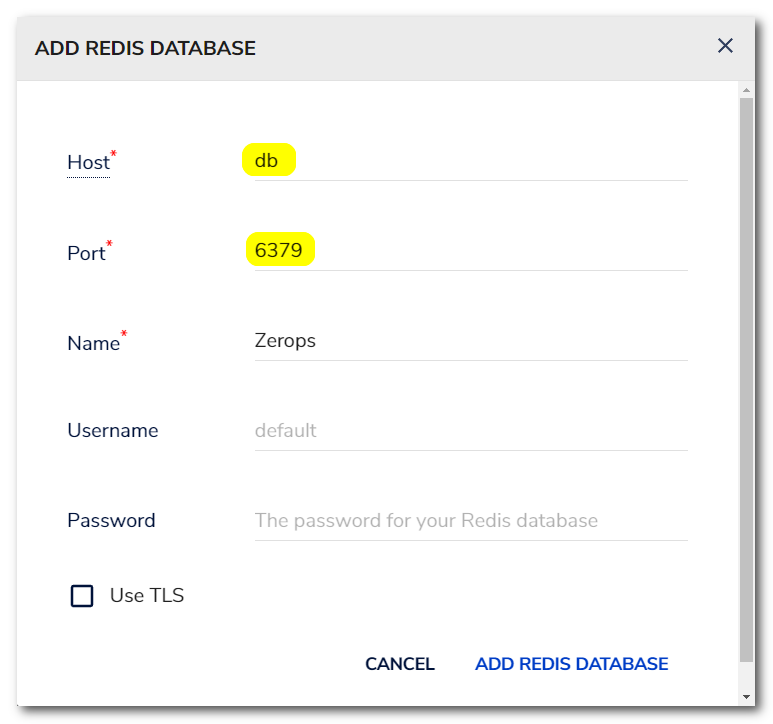 ADD REDIS DATABASE
Host*
db
Port*
6379
Name*
Zerops
Username
default
Password
The password for your Redis database
Use TLS
CANCEL ADD REDIS DATABASE